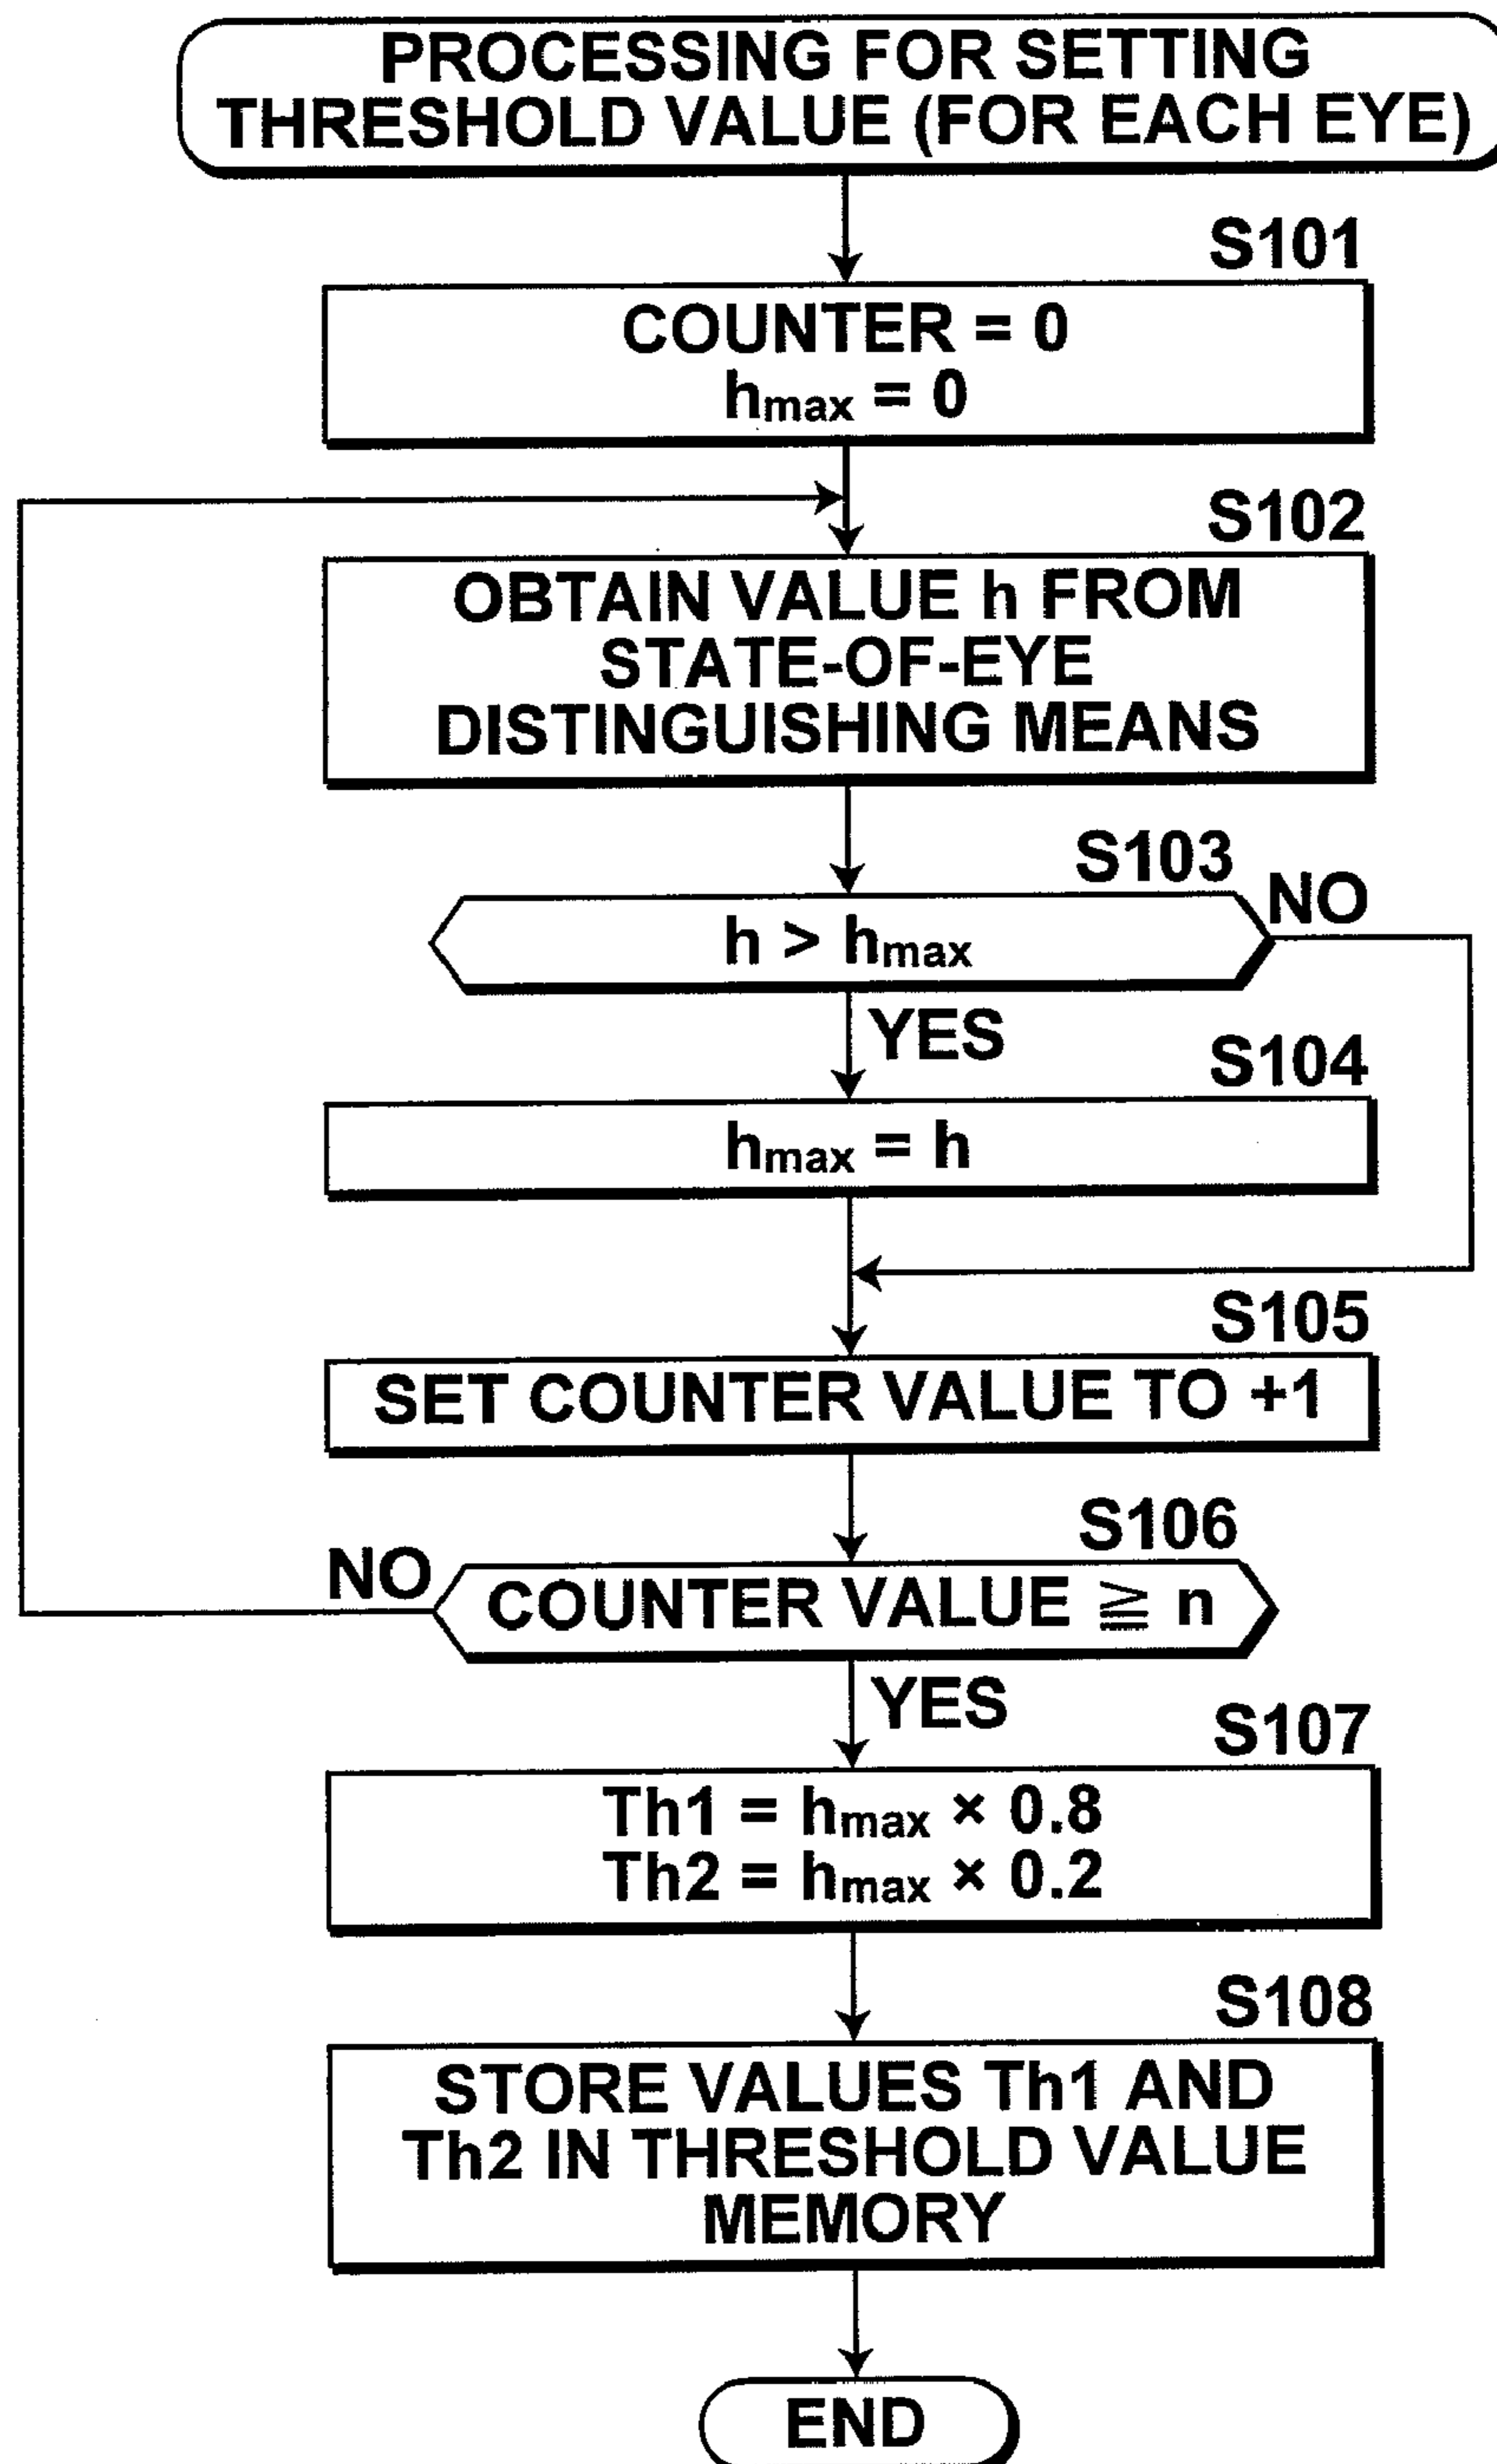 PROCESSING FOR SETTING
THRESHOLD VALUE (FOR EACH EYE)
S101
COUNTER = 0
hmax = 0
S102
OBTAIN VALUE h FROM
STATE-OF-EYE
DISTINGUISHING MEANS
S103
NO
h > hmax
YES
S104
hmax = h
S105
SET COUNTER VALUE TO +1
S106
NO
COUNTER VALUE ≧ n
YES
S107
Th1 = hmax × 0.8
Th2 = hmax × 0.2
S108
STORE VALUES Th1 AND
Th2 IN THRESHOLD VALUE
MEMORY
END